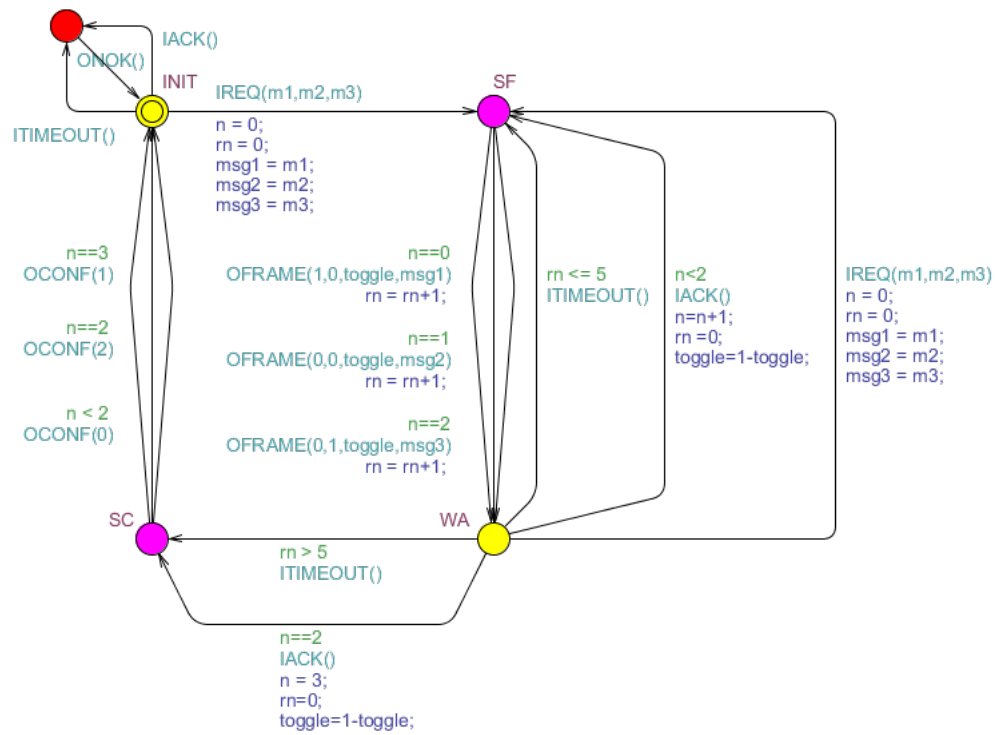 IACK()
ONOK()
INIT
ITIMEOUT()
IREQ(m1,m2,m3)
n = 0;
rn = 0;
msg1 = m1;
msg2 = m2;
msg3 = m3;
SF
n==3
OCONF(1)
n==2
OCONF(2)
n < 2
OCONF(0)
n==0
OFRAME(1,0,toggle,msg1)
rn = rn+1;
n==1
OFRAME(0,0,toggle,msg2)
rn = rn+1;
n==2
OFRAME(0,1,toggle,msg3)
rn = rn+1;
rn <= 5
ITIMEOUT()
n<2
IACK()
n=n+1;
rn =0;
toggle=1-toggle;
IREQ(m1,m2,m3)
n = 0;
rn = 0;
msg1 = m1;
msg2 = m2;
msg3 = m3;
SC
WA
rn > 5
ITIMEOUT()
n==2
IACK()
n = 3;
rn=0;
toggle=1-toggle;